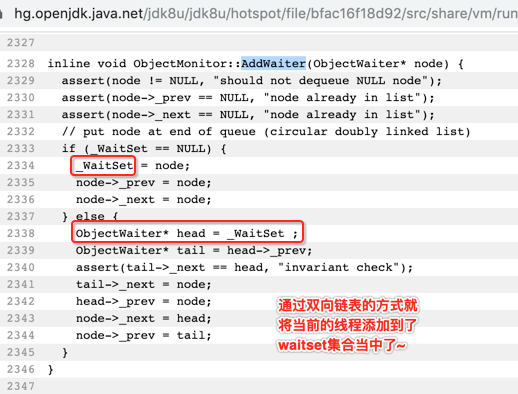 hg.openjdk.java.net/jdk8u/jdk8u/hotspot/file/bfac16f18d92/src/share/vm/run
2327
2328 inline void ObjectMonitor::AddWaiter(ObjectWaiter* node) {
2329   assert(node != NULL, "should not dequeue NULL node");
2330   assert(node->_prev == NULL, "node already in list");
2331   assert(node->_next == NULL, "node already in list");
2332   // put node at end of queue (circular doubly linked list)
2333   if (_WaitSet == NULL) {
2334     _WaitSet = node;
2335     node->_prev = node;
2336     node->_next = node;
2337   } else {
2338     ObjectWaiter* head = _WaitSet ;
2339     ObjectWaiter* tail = head->_prev;
2340     assert(tail->_next == head, "invariant check");
2341     tail->_next = node;
2342     head->_prev = node;
2343     node->_next = head;
2344     node->_prev = tail;
2345   }
2346 }
2347
通过双向链表的方式就
将当前的线程添加到了
waitset集合当中了~